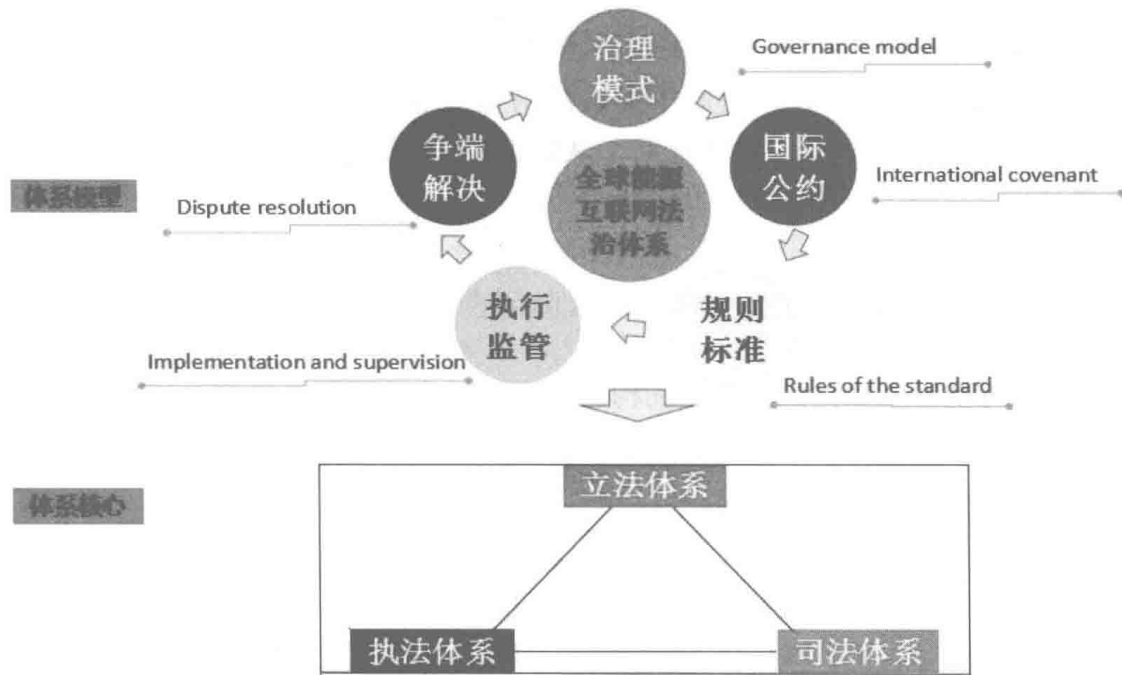 治理
模式
Governance model
争端
解决
国际
公约
全球能源
互联网法
治体系
体系模型
Dispute resolution
International covenant
执行
监管
规则
标准
Implementation and supervision
Rules of the standard
体系核心
立法体系
执法体系
司法体系